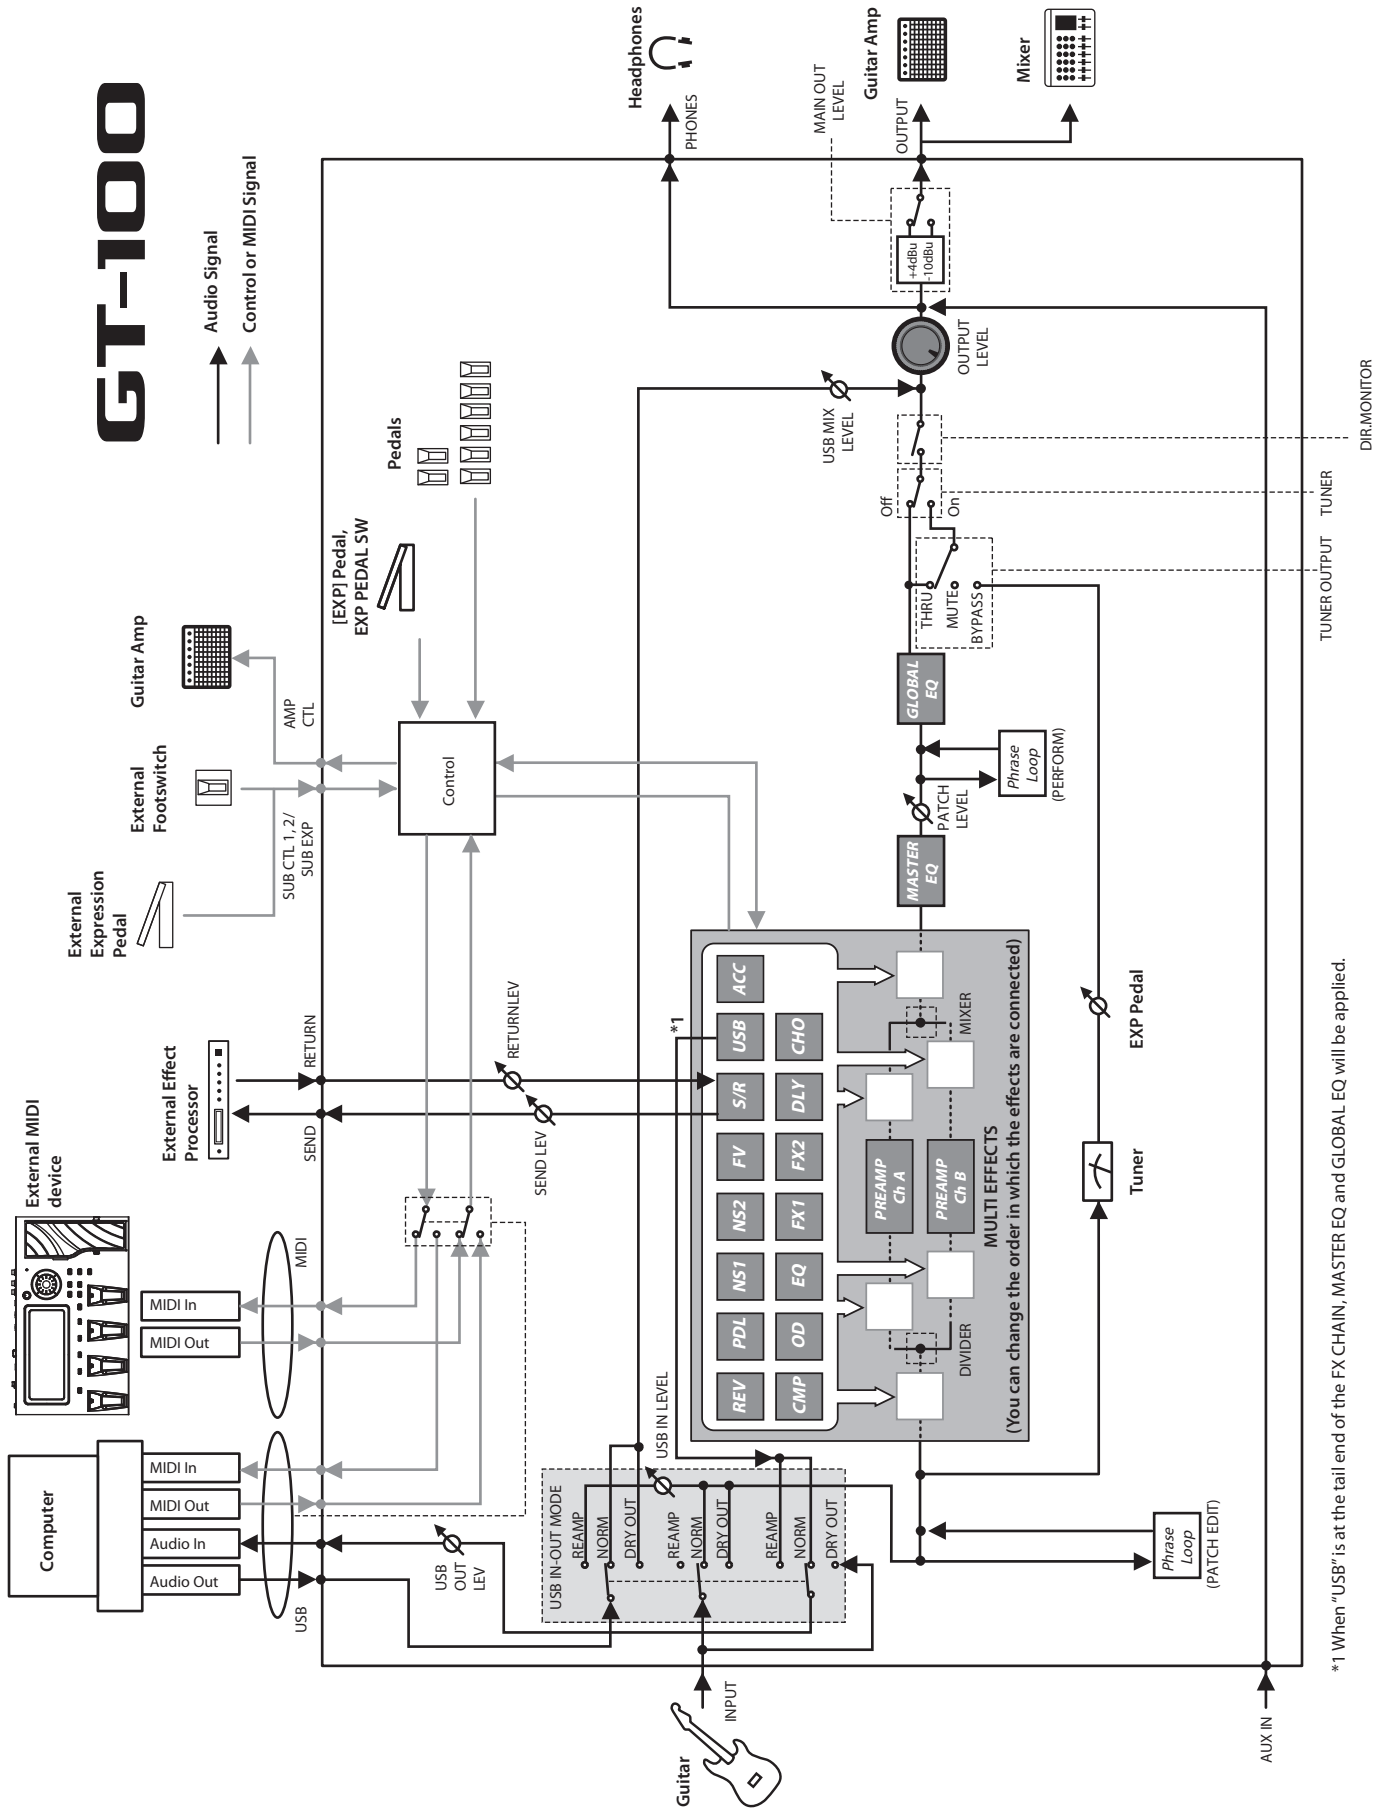 GT-100
Audio Signal
Control or MIDI Signal
Computer
Audio Out
Audio In
MIDI Out
MIDI In
USB
External MIDI
device
MIDI Out
MIDI In
MIDI
External Effect
Processor
SEND
RETURN
External
Expression
Pedal
External
Footswitch
SUB CTL 1, 2/
SUB EXP
Guitar Amp
AMP
CTL
[EXP] Pedal,
EXP PEDAL SW
Pedals
Control
USB
OUT
LEV
SEND LEV
RETURN LEV
USB IN-OUT MODE
REAMP
NORM
DRY OUT
REAMP
NORM
DRY OUT
REAMP
NORM
DRY OUT
USB IN LEVEL
*1
REV
PDL
NS1
NS2
FV
S/R
USB
ACC
CMP
OD
EQ
FX1
FX2
DLY
CHO
PREAMP
Ch A
PREAMP
Ch B
DIVIDER
MIXER
MULTI EFFECTS
(You can change the order in which the effects are connected)
MASTER
EQ
PATCH
LEVEL
Phrase
Loop
(PERFORM)
GLOBAL
EQ
THRU
MUTE
BYPASS
Off
On
USB MIX
LEVEL
OUTPUT
LEVEL
+4dBu
-10dBu
MAIN OUT
LEVEL
OUTPUT
PHONES
Headphones
Guitar Amp
Mixer
Guitar
INPUT
Phrase
Loop
(PATCH EDIT)
Tuner
EXP Pedal
TUNER OUTPUT
TUNER
DIR.MONITOR
AUX IN
*1 When "USB" is at the tail end of the FX CHAIN, MASTER EQ and GLOBAL EQ will be applied.